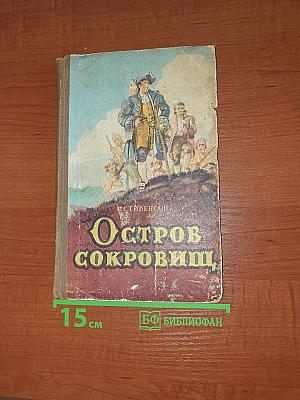 Р. СТИВЕНСОН
ОСТРОВ
СОКРОВИЩ
15 см
БФ БИБЛИОФАН